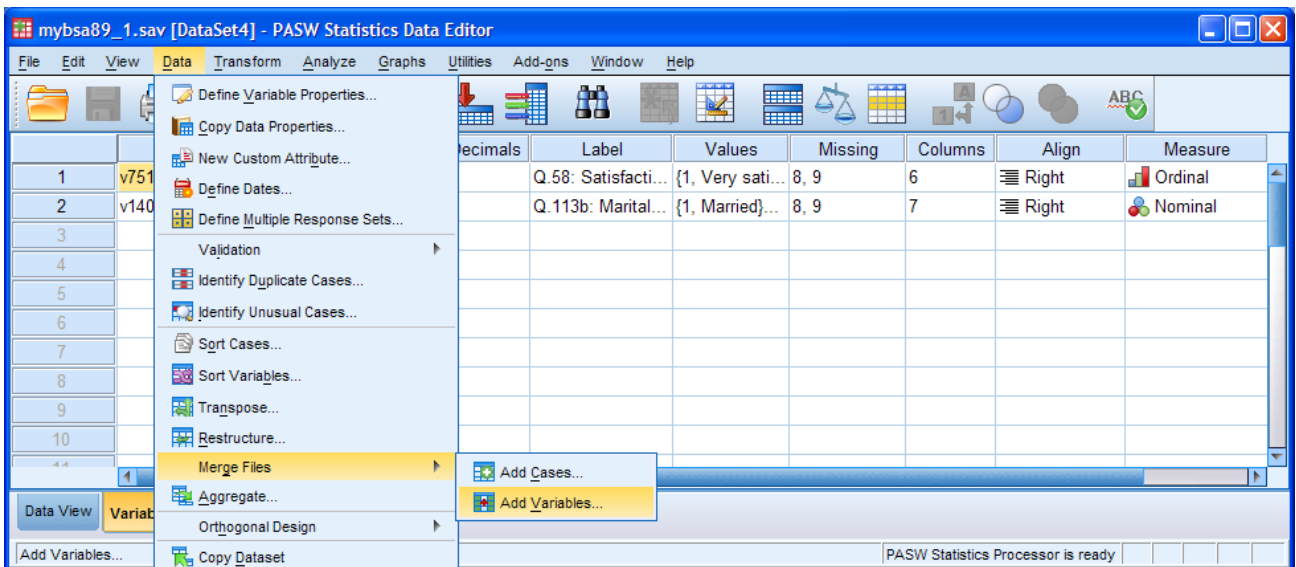 mybsa89_1.sav [DataSet4] - PASW Statistics Data Editor
File Edit View Data Transform Analyze Graphs Utilities Add-ons Window Help
Define Variable Properties...
Copy Data Properties...
New Custom Attribute...
Define Dates...
Define Multiple Response Sets...
Validation
Identify Duplicate Cases...
Identify Unusual Cases...
Sort Cases...
Sort Variables...
Transpose...
Restructure...
Merge Files
Aggregate...
Orthogonal Design
Copy Dataset
Add Cases...
Add Variables...
A
1
ABC
ecimals Label Values Missing Columns Align Measure
1 v751 Q.58: Satisfacti... {1, Very sati... 8, 9 6 Right Ordinal
2 v140 Q.113b: Marital... {1, Married}... 8, 9 7 Right Nominal
3
4
5
6
7
8
9
10
Data View Variab
Add Variables... PASW Statistics Processor is ready